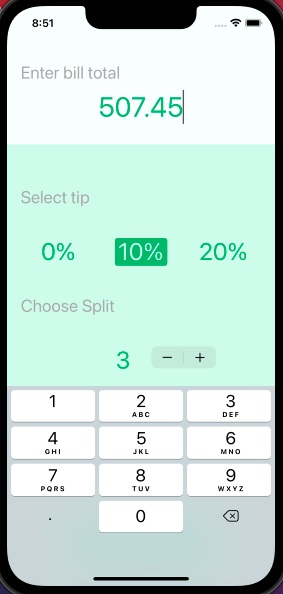 8:51
Enter bill total
507.45
Select tip
0% 10% 20%
Choose Split
3 − +
1 2 3
ABC DEF
4 5 6
GHI JKL MNO
7 8 9
PQRS TUV WXYZ
. 0